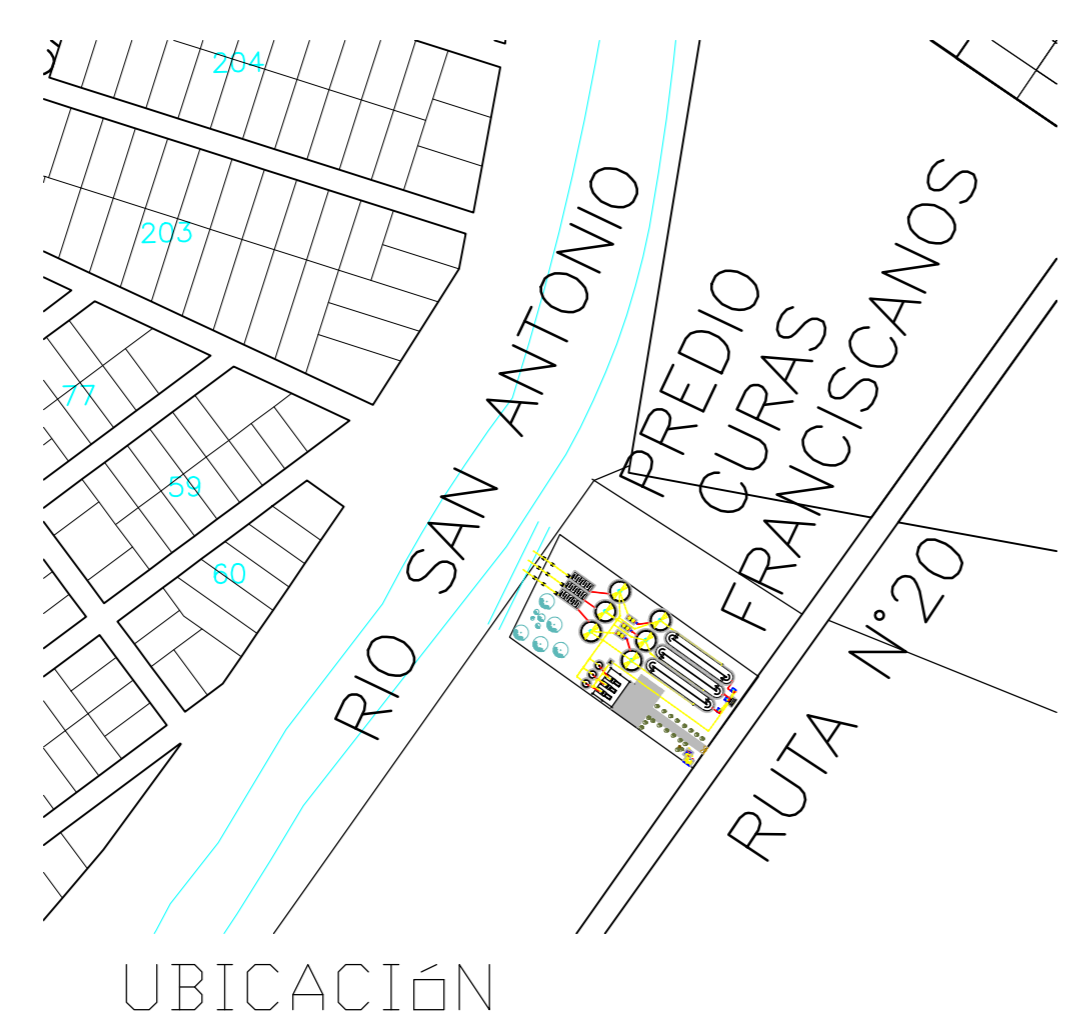 204
203
77
59
60
RIO SAN ANTONIO
PREDIO
CURAS
FRANCISCANOS
RUTA N°20
UBICACIÓN